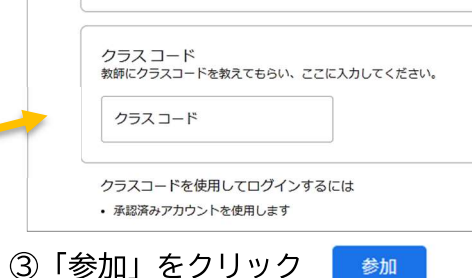 クラス コード
教師にクラスコードを教えてもらい、ここに入力してください。
クラス コード
クラスコードを使用してログインするには
• 承認済みアカウントを使用します
③「参加」をクリック 参加